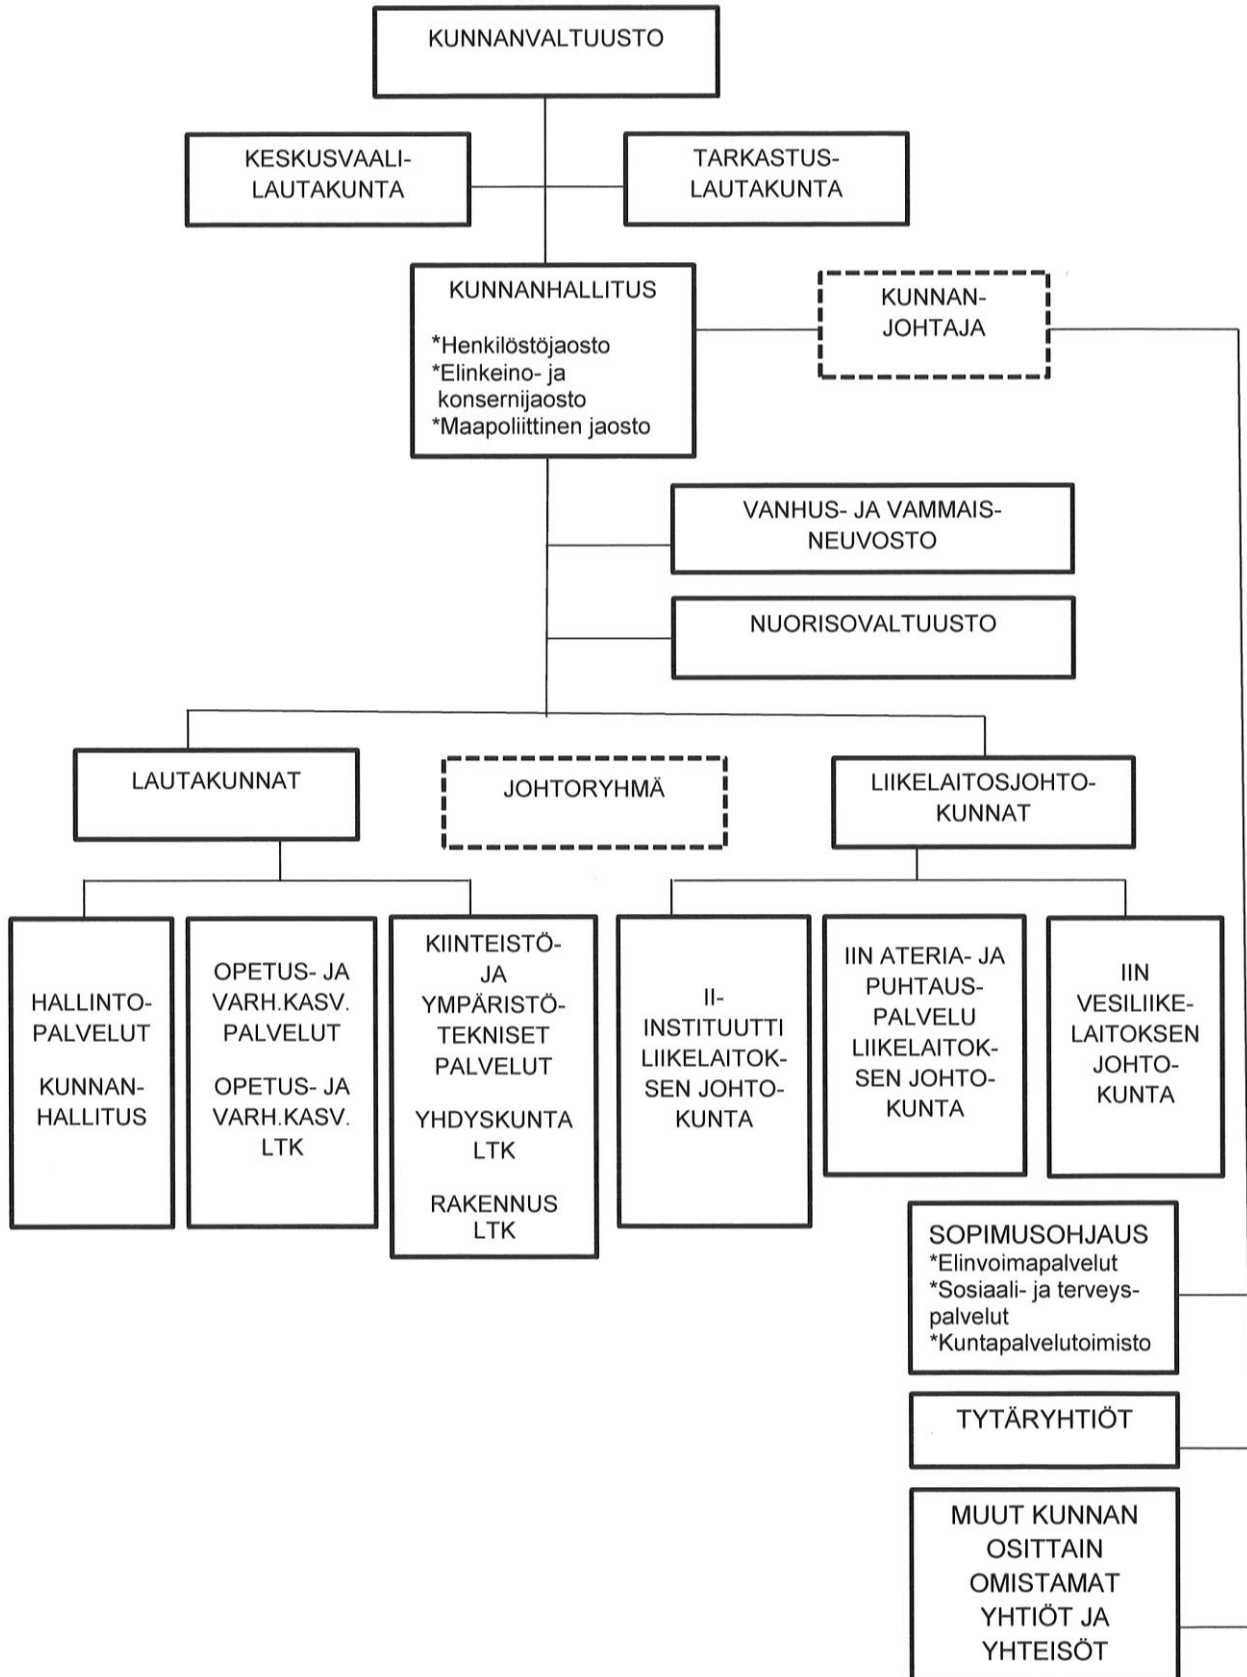 KUNNANVALTUUSTO
KESKUSVAALI-
LAUTAKUNTA
TARKASTUS-
LAUTAKUNTA
KUNNANHALLITUS
*Henkilöstöjaosto
*Elinkeino- ja
konsernijaosto
*Maapoliittinen jaosto
KUNNAN-
JOHTAJA
VANHUS- JA VAMMAIS-
NEUVOSTO
NUORISOVALTUUSTO
LAUTAKUNNAT
JOHTORYHMÄ
LIIKELAITOSJOHTO-
KUNNAT
HALLINTO-
PALVELUT
KUNNAN-
HALLITUS
OPETUS- JA
VARH.KASV.
PALVELUT
OPETUS- JA
VARH.KASV.
LTK
KIINTEISTÖ-
JA
YMPÄRISTÖ-
TEKNISET
PALVELUT
YHDYSKUNTA
LTK
RAKENNUS
LTK
II-
INSTITUUTTI
LIIKELAITOK-
SEN JOHTO-
KUNTA
IIN ATERIA- JA
PUHTAUS-
PALVELU
LIIKELAITOK-
SEN JOHTO-
KUNTA
IIN
VESILIIKE-
LAITOKSEN
JOHTO-
KUNTA
SOPIMUSOHJAUS
*Elinvoimapalvelut
*Sosiaali- ja terveys-
palvelut
*Kuntapalvelutoimisto
TYTÄRYHTIÖT
MUUT KUNNAN
OSITTAIN
OMISTAMAT
YHTIÖT JA
YHTEISÖT